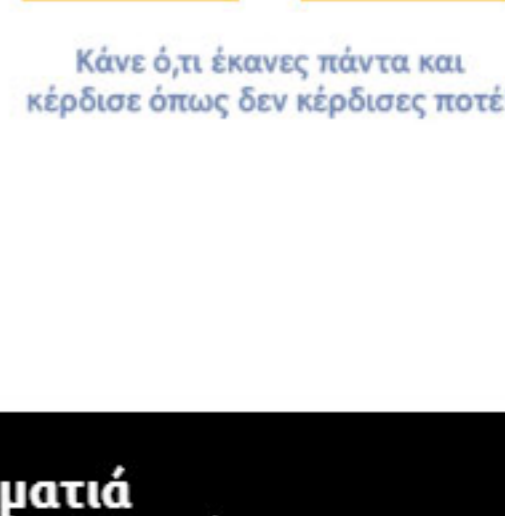 Κάνε ό,τι έκανες πάντα και
κέρδισε όπως δεν κέρδισες ποτέ
ματιά